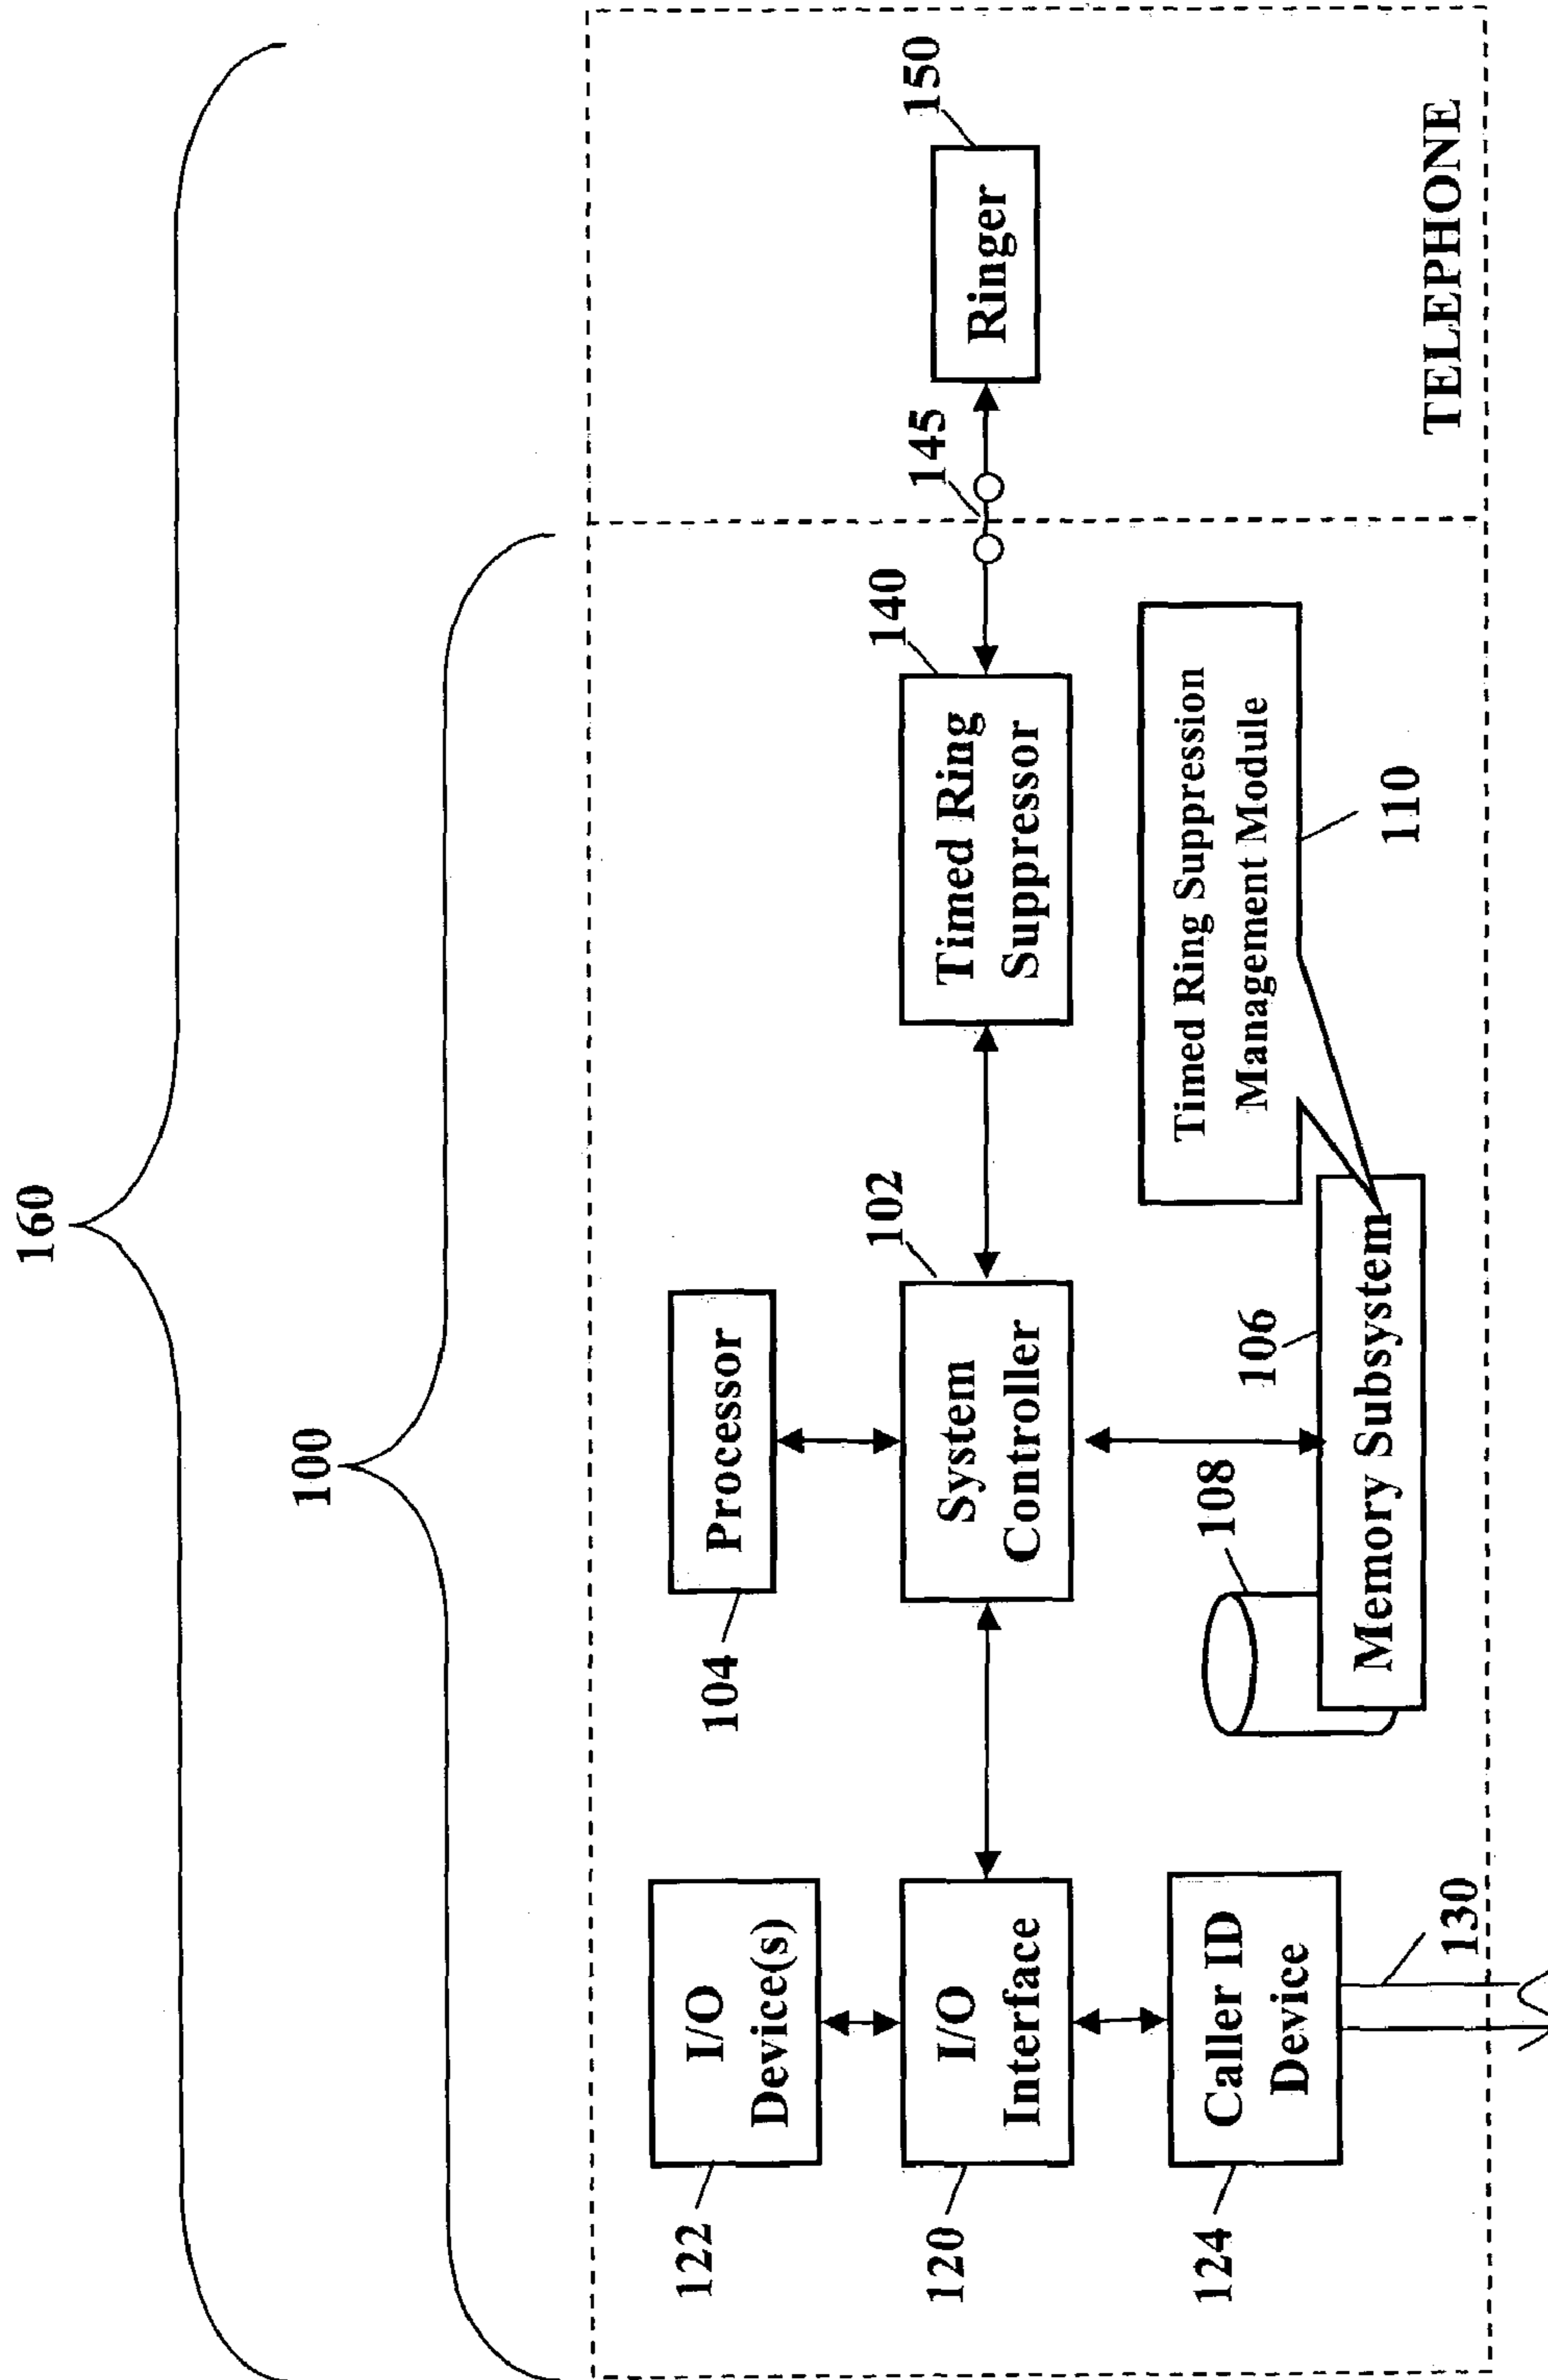 160
100
122
I/O
Device(s)
104
Processor
120
I/O
Interface
102
System
Controller
140
Timed Ring
Suppressor
145
150
Ringer
124
Caller ID
Device
130
108
106
Memory Subsystem
Timed Ring Suppression
Management Module
110
TELEPHONE